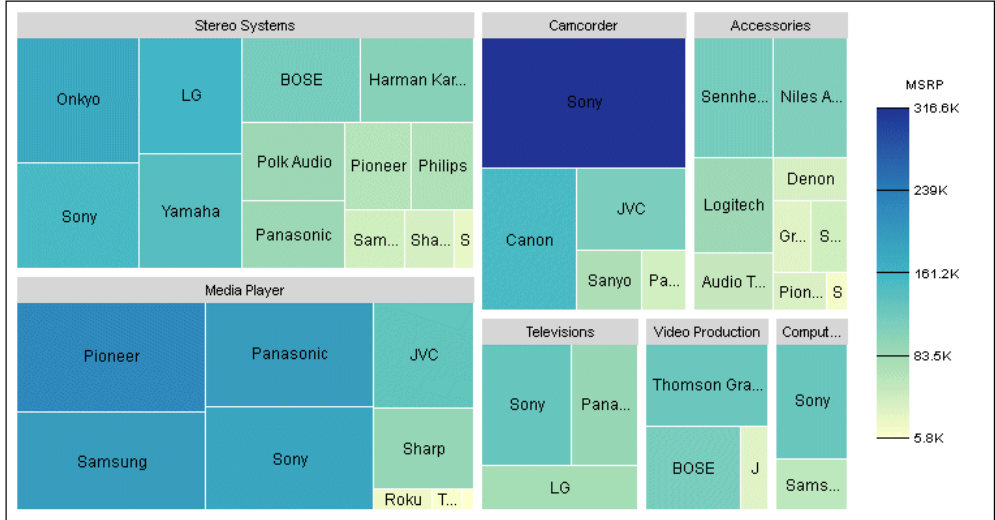 Stereo Systems
Onkyo
LG
BOSE
Harman Kar...
Sony
Yamaha
Polk Audio
Pioneer
Philips
Panasonic
Sam...
Sha...
S
Media Player
Pioneer
Panasonic
JVC
Samsung
Sony
Sharp
Roku
T...
Camcorder
Sony
Canon
JVC
Sanyo
Pa...
Accessories
Sennhe...
Niles A...
Logitech
Denon
Gr...
S...
Audio T...
Pion...
S
Televisions
Sony
Pana...
LG
Video Production
Thomson Gra...
BOSE
J
Comput...
Sony
Sams...
MSRP
316.6K
239K
161.2K
83.5K
5.8K